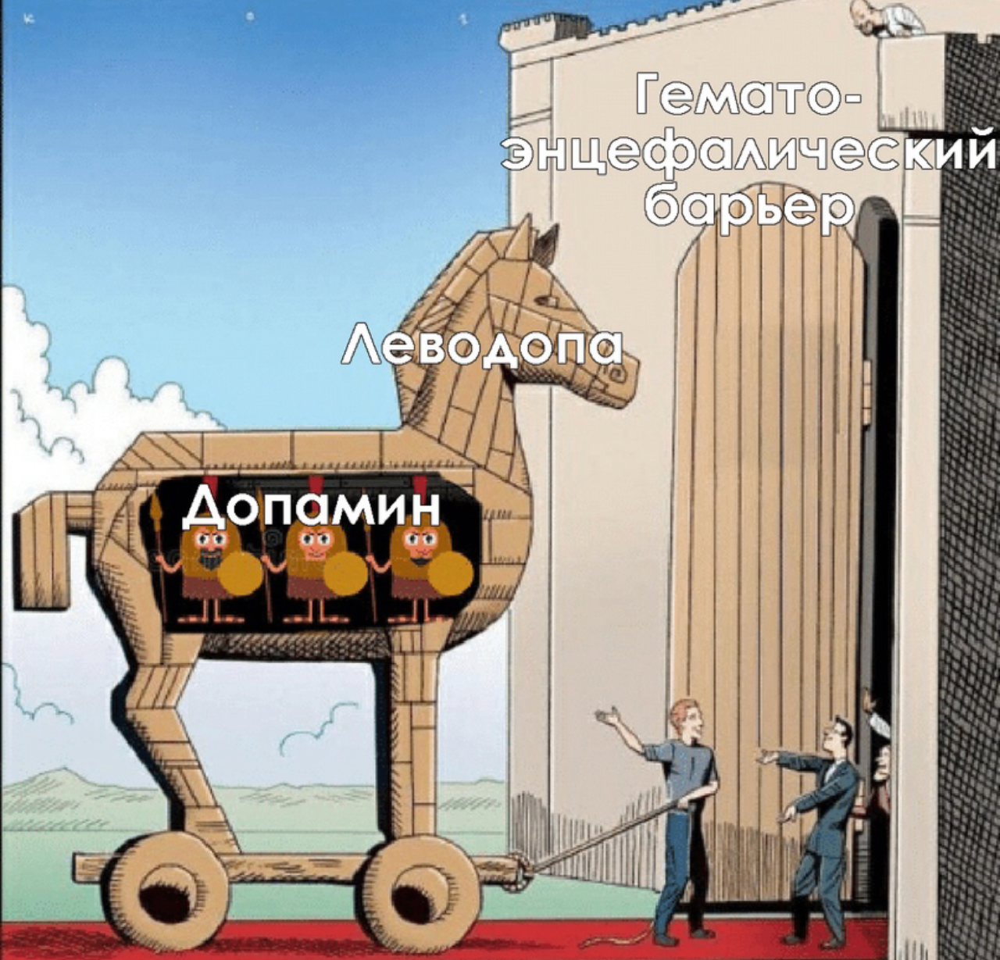 Гемато-
энцефалический
барьер
Леводопа
Допамин